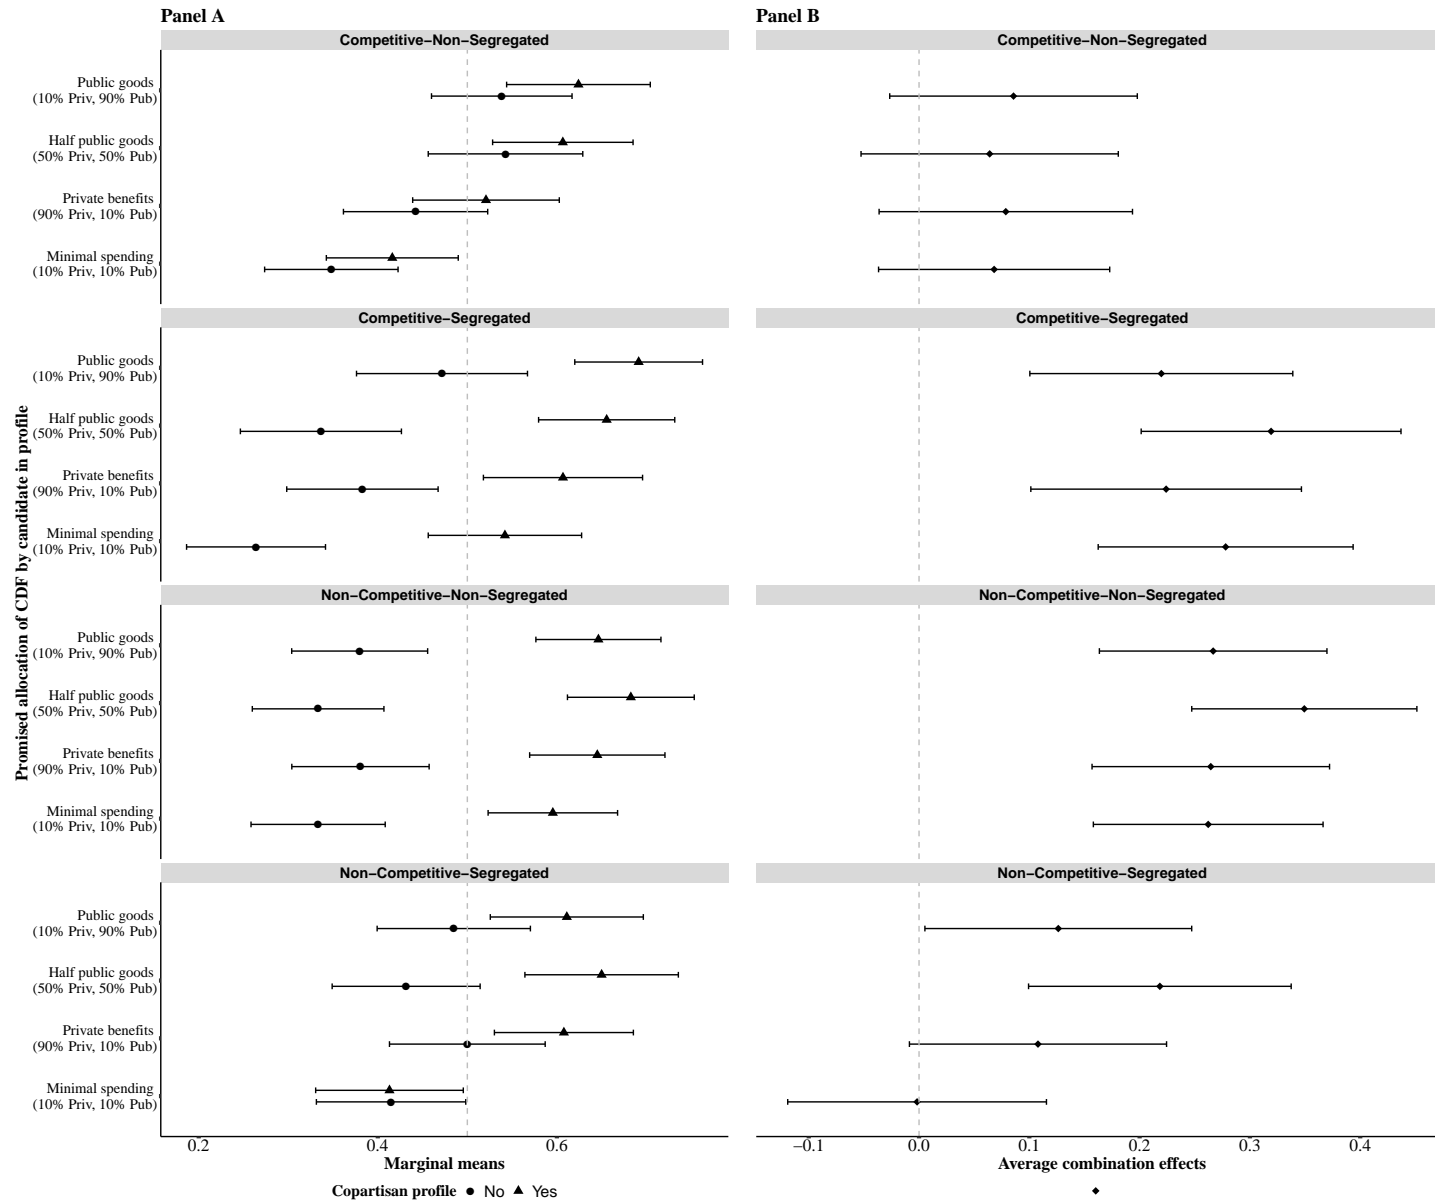 Panel A
Panel B
Competitive−Non−Segregated
Competitive−Non−Segregated
Public goods
(10% Priv, 90% Pub)
Half public goods
(50% Priv, 50% Pub)
Private benefits
(90% Priv, 10% Pub)
Minimal spending
(10% Priv, 10% Pub)
Competitive−Segregated
Competitive−Segregated
Public goods
(10% Priv, 90% Pub)
Half public goods
(50% Priv, 50% Pub)
Private benefits
(90% Priv, 10% Pub)
Minimal spending
(10% Priv, 10% Pub)
Promised allocation of CDF by candidate in profile
Non−Competitive−Non−Segregated
Non−Competitive−Non−Segregated
Public goods
(10% Priv, 90% Pub)
Half public goods
(50% Priv, 50% Pub)
Private benefits
(90% Priv, 10% Pub)
Minimal spending
(10% Priv, 10% Pub)
Non−Competitive−Segregated
Non−Competitive−Segregated
Public goods
(10% Priv, 90% Pub)
Half public goods
(50% Priv, 50% Pub)
Private benefits
(90% Priv, 10% Pub)
Minimal spending
(10% Priv, 10% Pub)
0.2 0.4 0.6
−0.1 0.0 0.1 0.2 0.3 0.4
Marginal means
Average combination effects
Copartisan profile No Yes